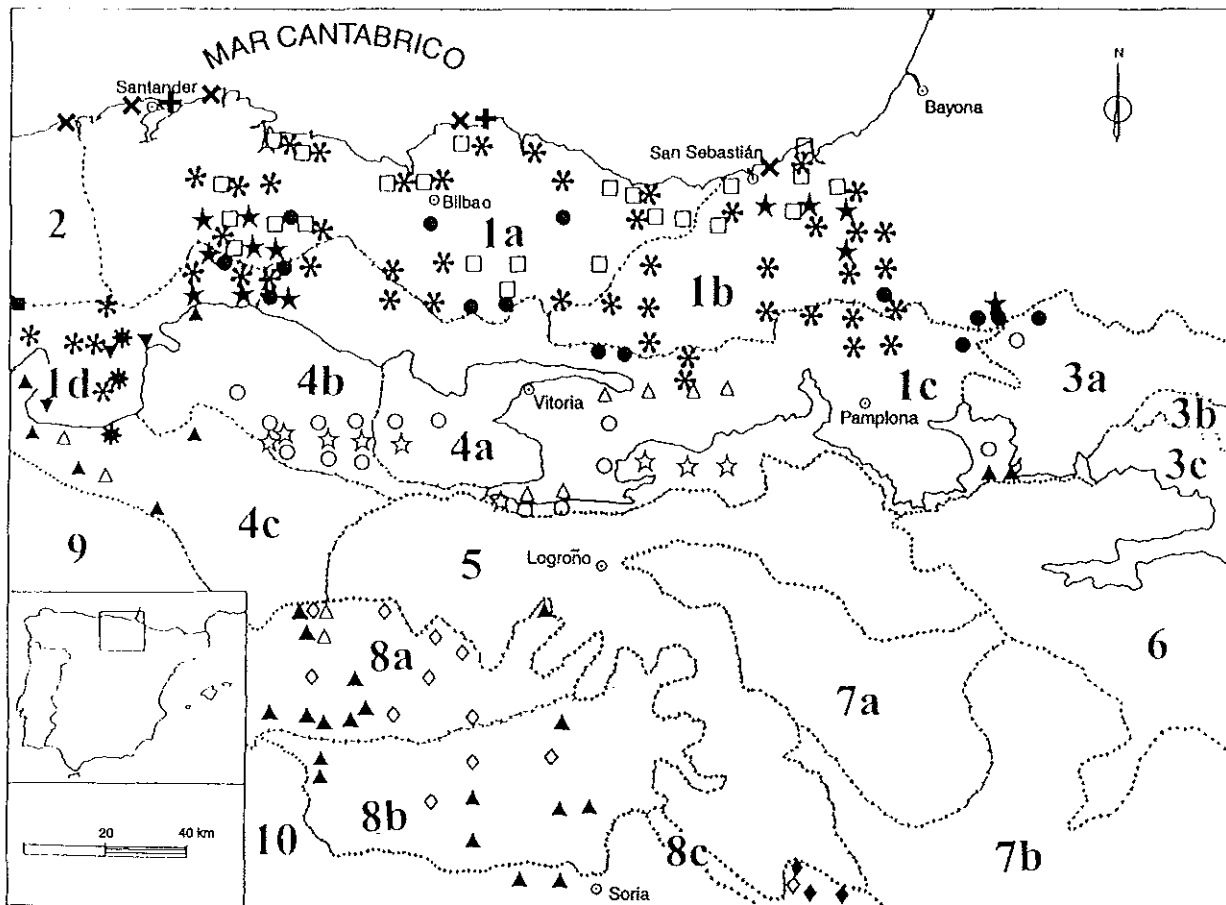 MAR CANTABRICO
N
Santander
Bayona
San Sebastián
Bilbao
2
1a
1b
1d
4b
Vitoria
1c
3a
Pamplona
3b
4a
3c
4c
9
5
Logroño
6
8a
7a
20 40 km
10
8b
8c
7b
Soria